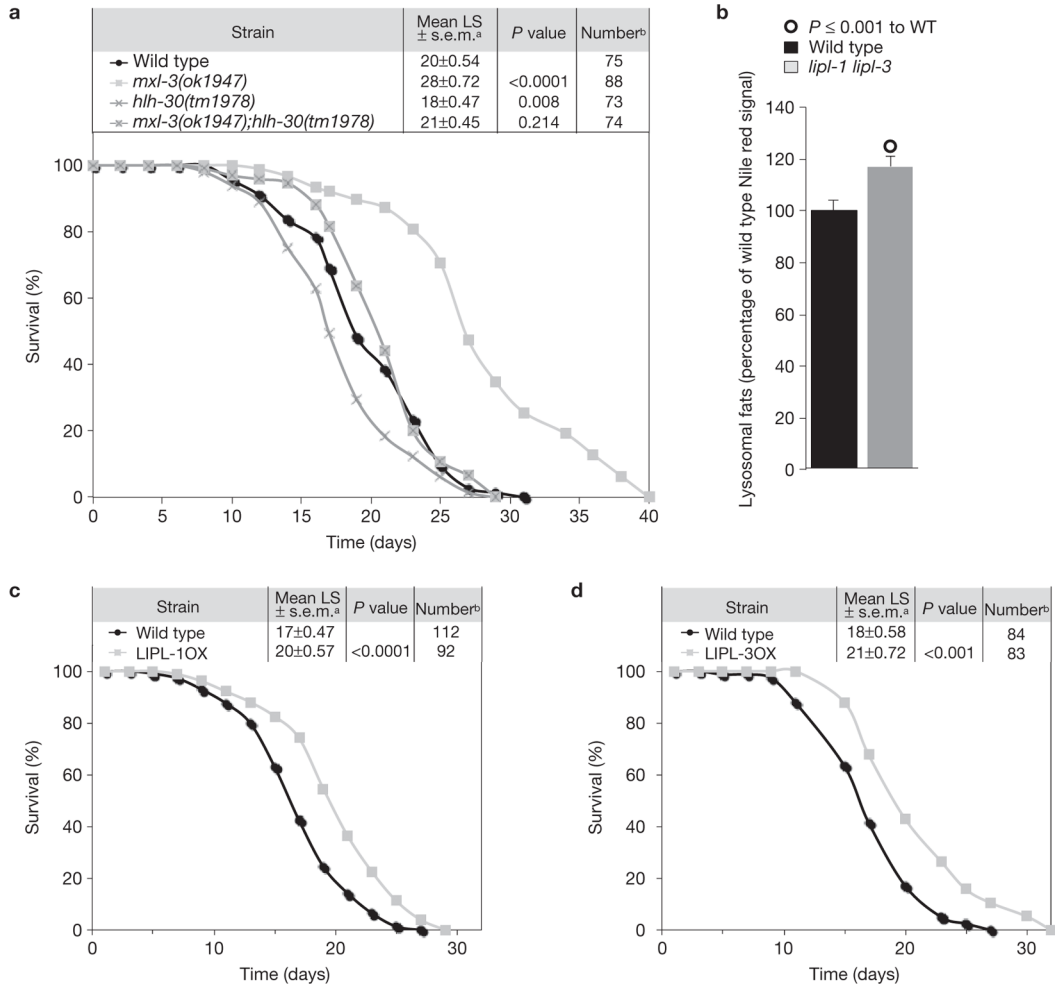 a
Strain Mean LS ± s.e.m.ᵃ P value Numberᵇ
Wild type 20±0.54 75
mxl-3(ok1947) 28±0.72 <0.0001 88
hlh-30(tm1978) 18±0.47 0.008 73
mxl-3(ok1947);hlh-30(tm1978) 21±0.45 0.214 74
Survival (%)
100
80
60
40
20
0
0 5 10 15 20 25 30 35 40
Time (days)
b
P ≤ 0.001 to WT
Wild type
lipl-1 lipl-3
Lysosomal fats (percentage of wild type Nile red signal)
140
120
100
80
60
40
20
0
c
Strain Mean LS ± s.e.m.ᵃ P value Numberᵇ
Wild type 17±0.47 112
LIPL-1OX 20±0.57 <0.0001 92
Survival (%)
100
80
60
40
20
0
0 10 20 30
Time (days)
d
Strain Mean LS ± s.e.m.ᵃ P value Numberᵇ
Wild type 18±0.58 84
LIPL-3OX 21±0.72 <0.001 83
Survival (%)
100
80
60
40
20
0
0 10 20 30
Time (days)